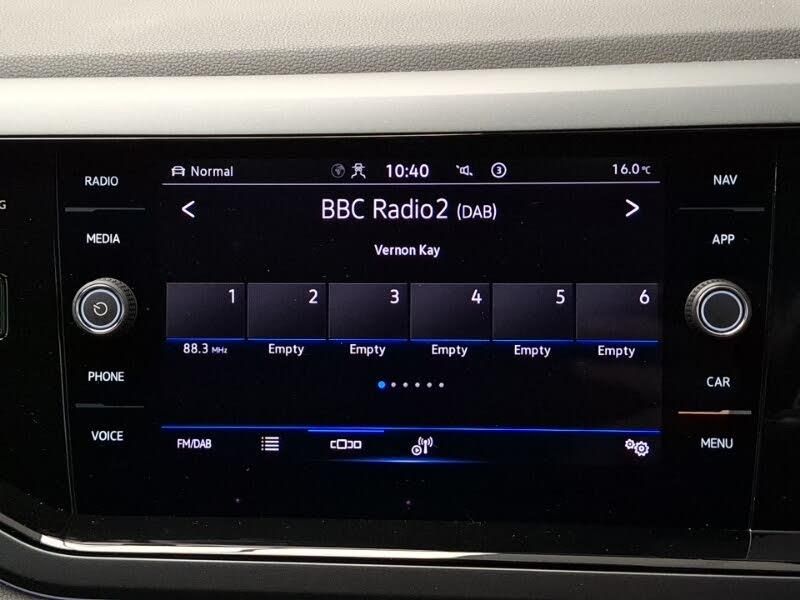 RADIO
MEDIA
PHONE
VOICE
G
Normal
10:40
3
16.0°C
< BBC Radio2 (DAB) >
Vernon Kay
1 2 3 4 5 6
88.3 MHz Empty Empty Empty Empty Empty
FM/DAB
NAV
APP
CAR
MENU